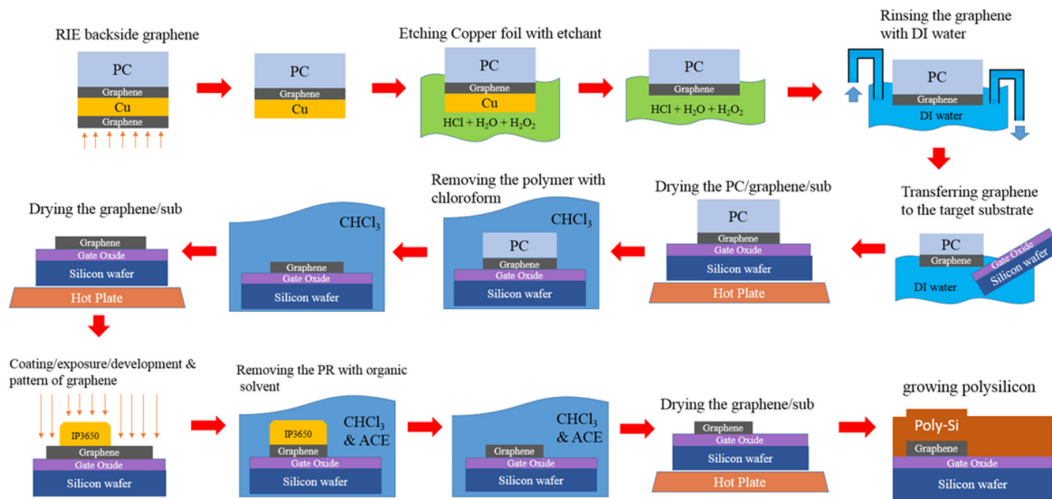 RIE backside graphene
PC
Graphene
Cu
Graphene
PC
Graphene
Cu
Etching Copper foil with etchant
PC
Graphene
Cu
HCl + H₂O + H₂O₂
PC
Graphene
HCl + H₂O + H₂O₂
Rinsing the graphene
with DI water
PC
Graphene
DI water
Transferring graphene
to the target substrate
PC
Graphene
DI water
Gate Oxide
Silicon wafer
Drying the PC/graphene/sub
PC
Graphene
Gate Oxide
Silicon wafer
Hot Plate
Removing the polymer with
chloroform
CHCl₃
PC
Graphene
Gate Oxide
Silicon wafer
CHCl₃
Graphene
Gate Oxide
Silicon wafer
Drying the graphene/sub
Graphene
Gate Oxide
Silicon wafer
Hot Plate
Coating/exposure/development &
pattern of graphene
IP3650
Graphene
Gate Oxide
Silicon wafer
Removing the PR with organic
solvent
CHCl₃
& ACE
IP3650
Graphene
Gate Oxide
Silicon wafer
CHCl₃
& ACE
Graphene
Gate Oxide
Silicon wafer
Drying the graphene/sub
Graphene
Gate Oxide
Silicon wafer
Hot Plate
growing polysilicon
Poly-Si
Graphene
Gate Oxide
Silicon wafer